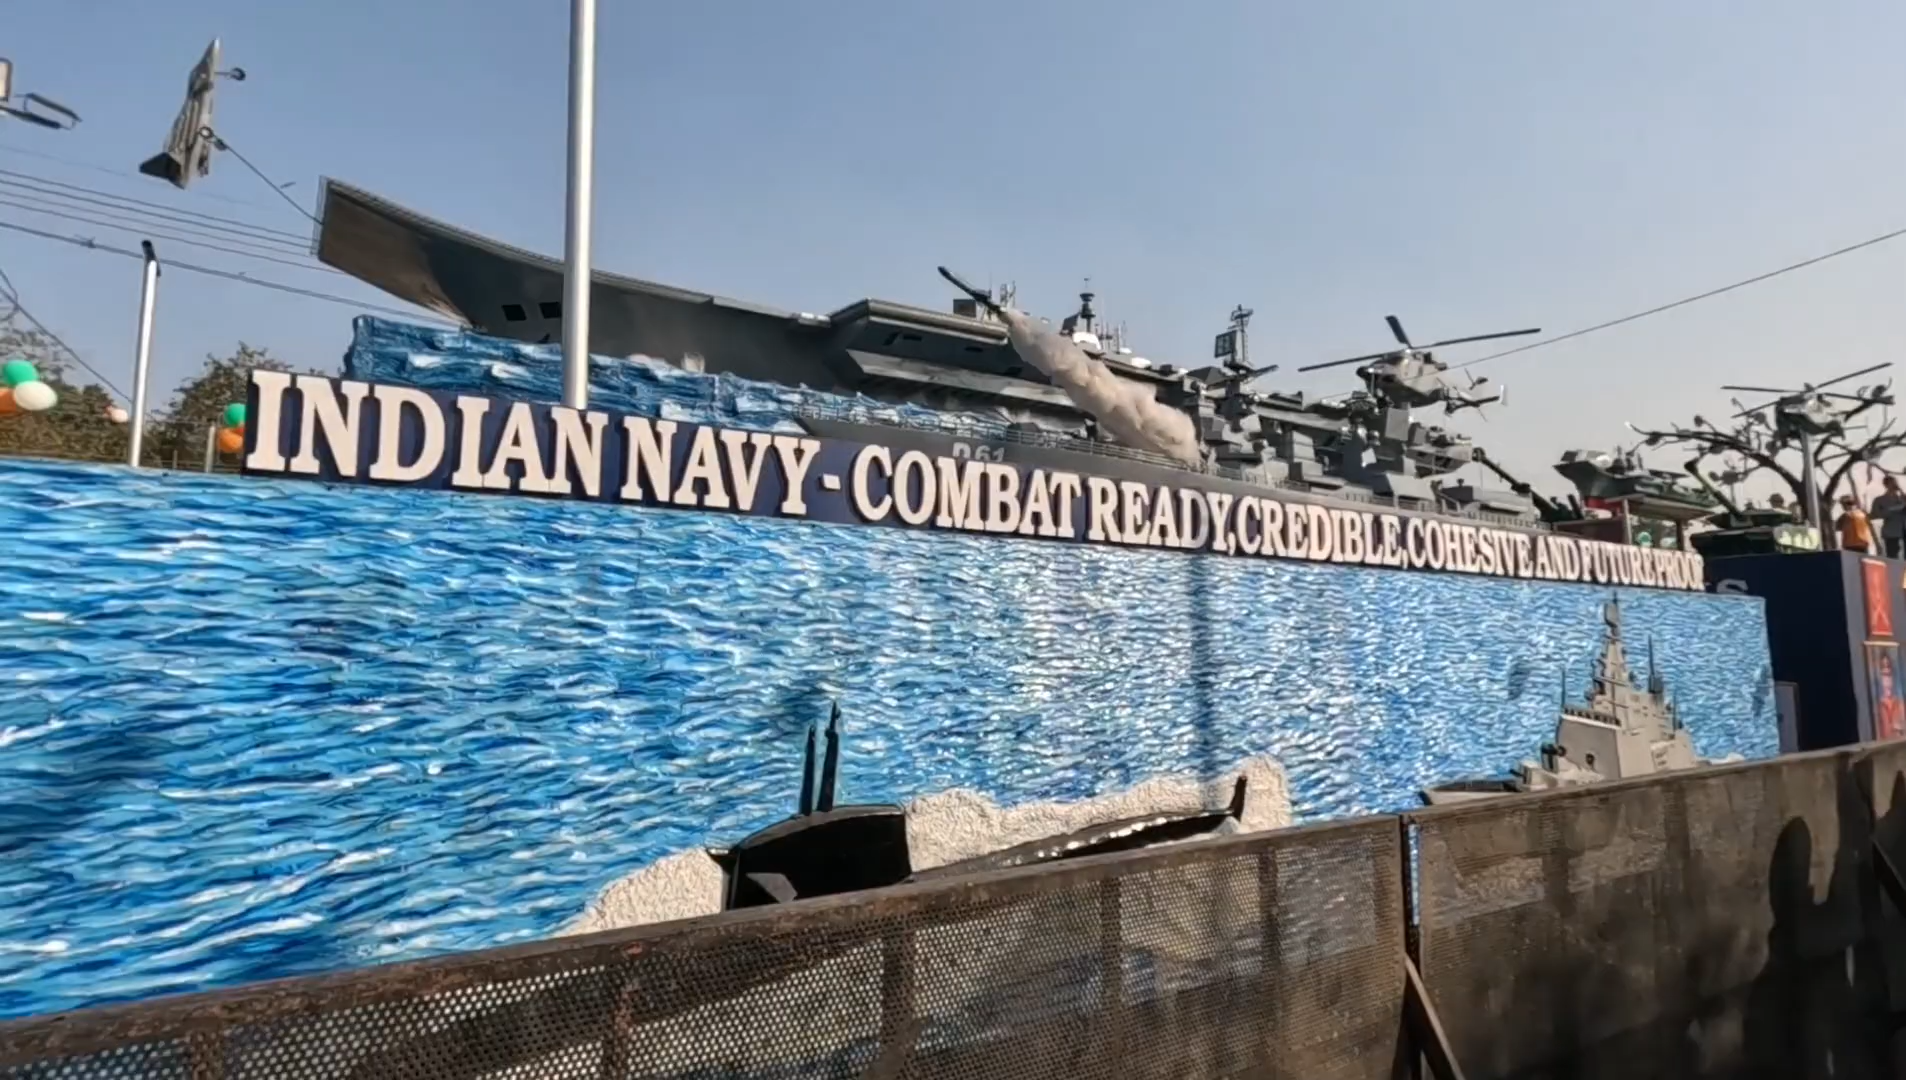 D61
INDIAN NAVY - COMBAT READY, CREDIBLE, COHESIVE AND FUTURE PROOF